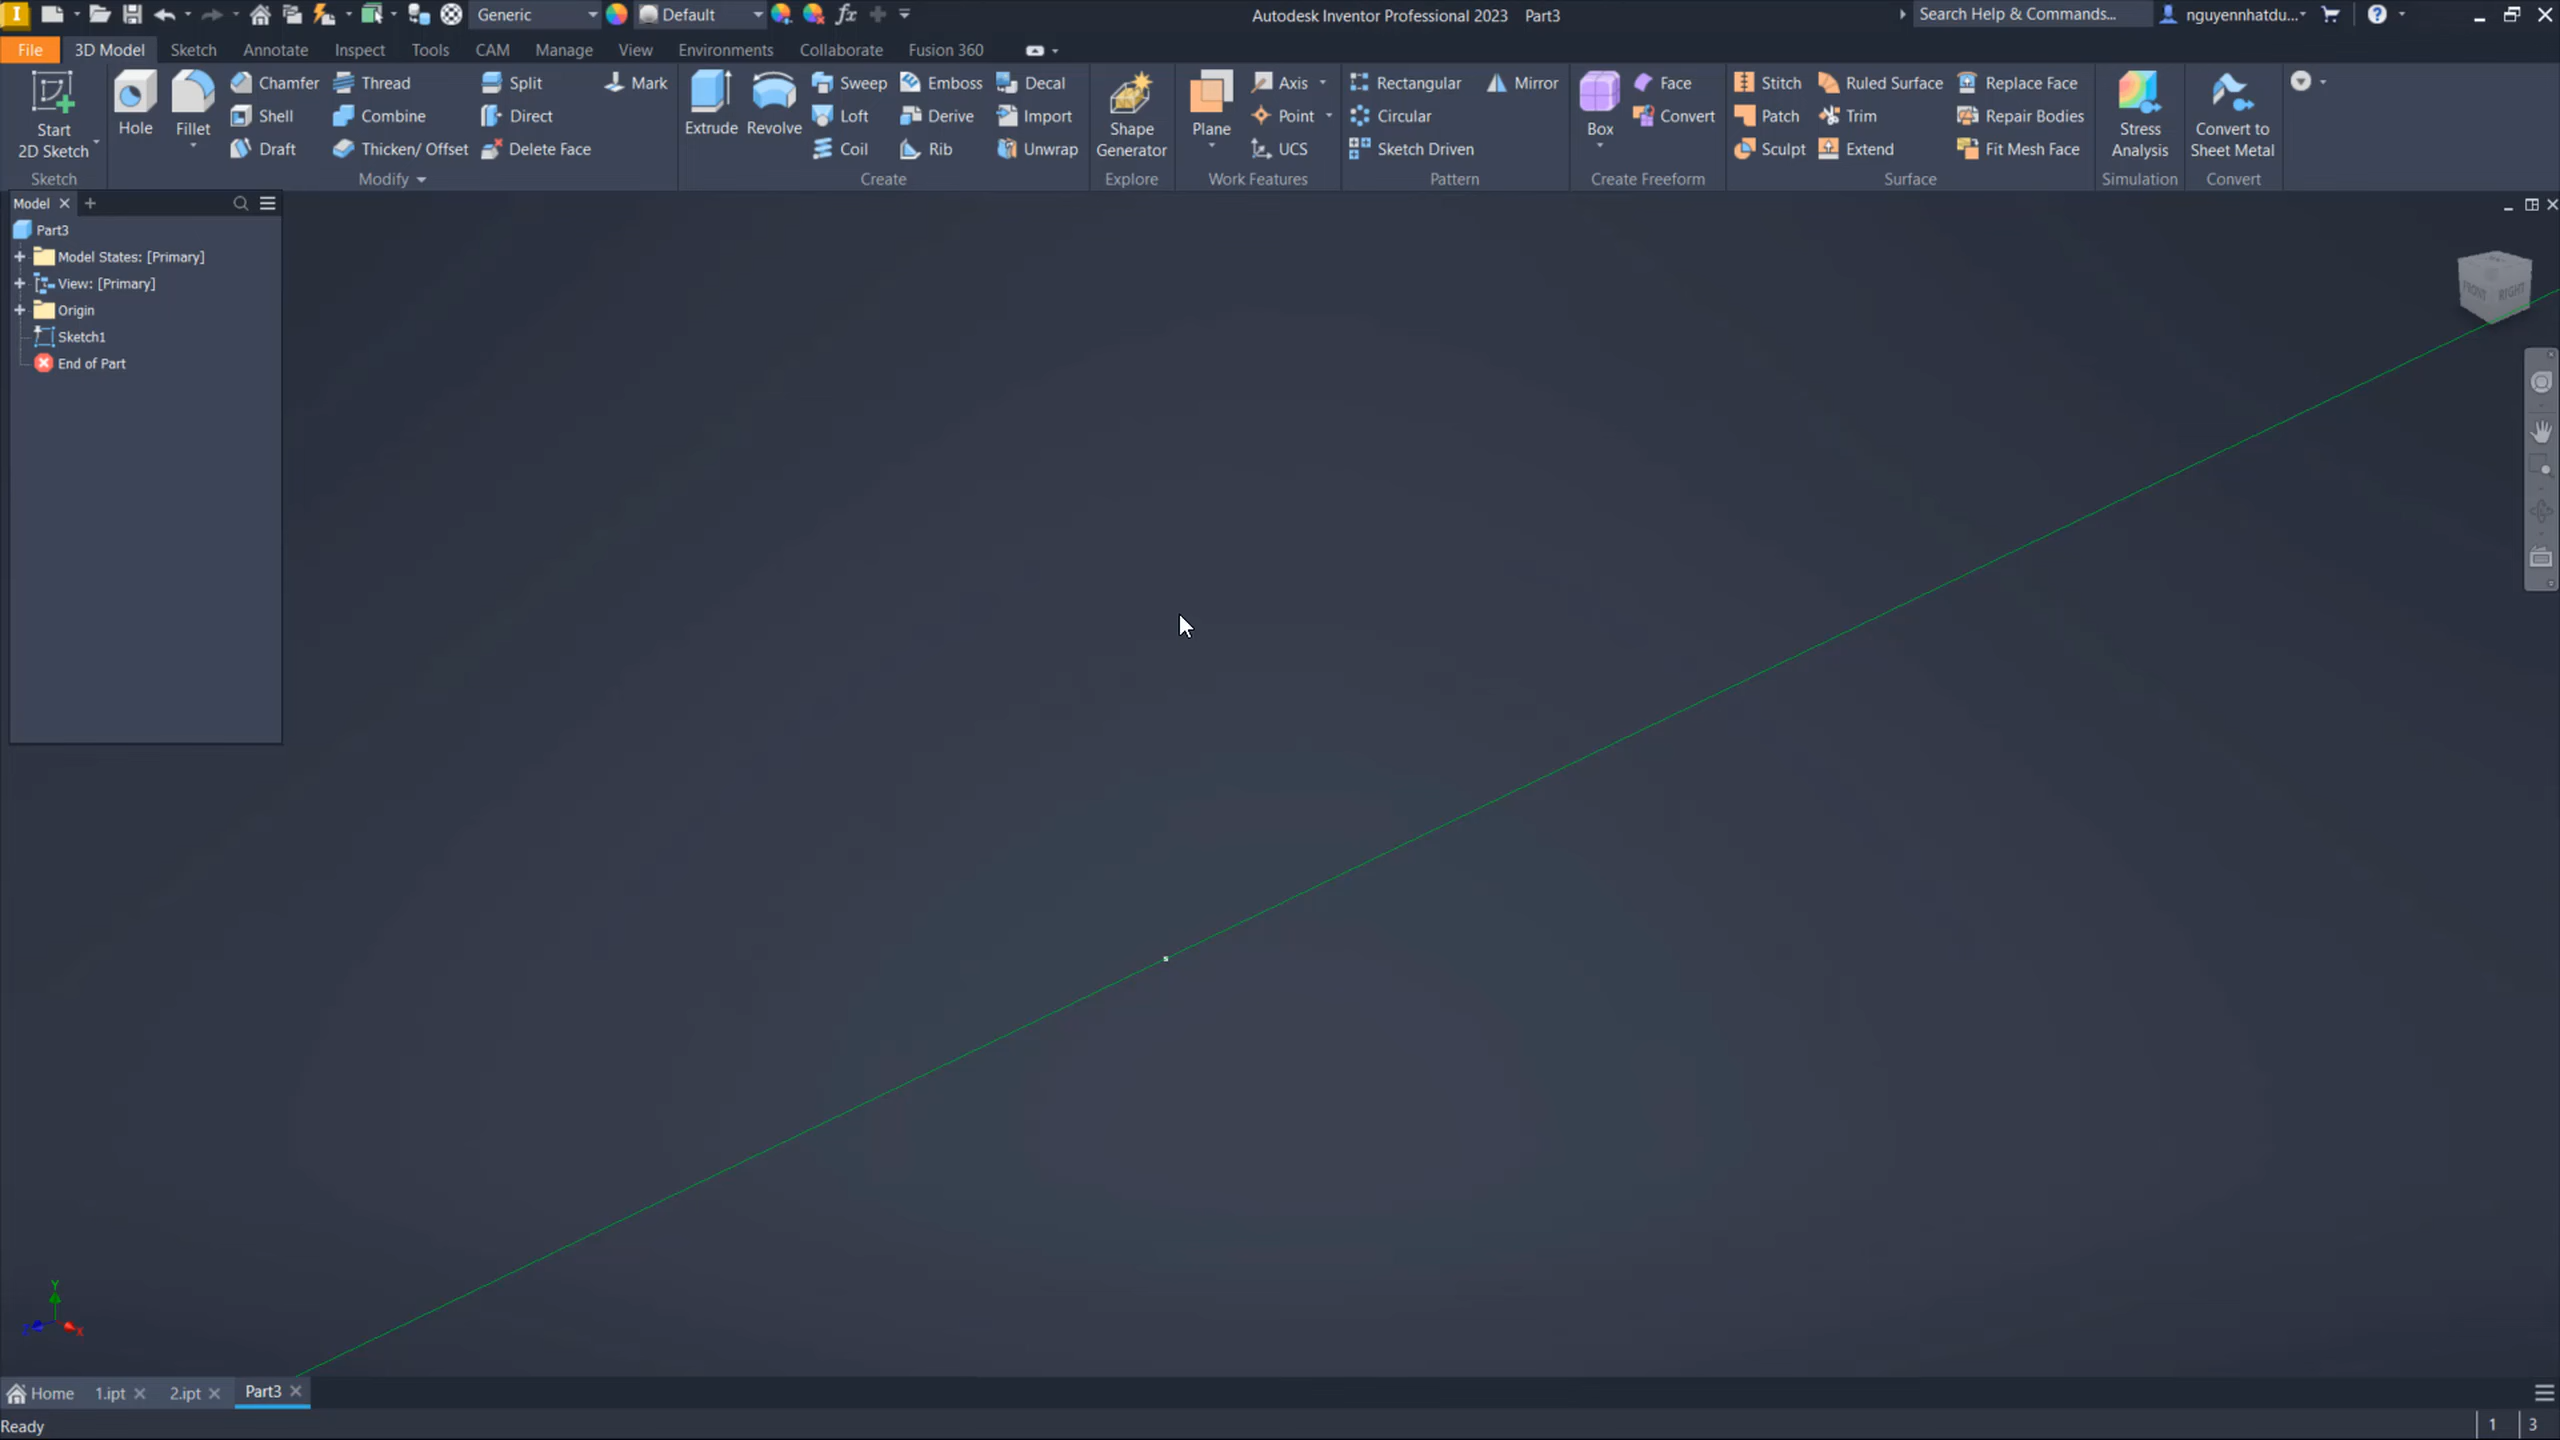 Generic
Default
fx
Autodesk Inventor Professional 2023 Part3
Search Help & Commands...
nguyennhatdu...
File 3D Model Sketch Annotate Inspect Tools CAM Manage View Environments Collaborate Fusion 360
Start
2D Sketch
Sketch
Hole
Fillet
Chamfer
Shell
Draft
Thread
Combine
Thicken/ Offset
Split
Direct
Delete Face
Mark
Modify
Extrude
Revolve
Sweep
Loft
Coil
Emboss
Derive
Rib
Decal
Import
Unwrap
Create
Shape
Generator
Explore
Plane
Axis
Point
UCS
Work Features
Rectangular
Circular
Sketch Driven
Mirror
Pattern
Box
Face
Convert
Create Freeform
Stitch
Patch
Sculpt
Ruled Surface
Trim
Extend
Replace Face
Repair Bodies
Fit Mesh Face
Surface
Stress
Analysis
Simulation
Convert to
Sheet Metal
Convert
Model
Part3
Model States: [Primary]
View: [Primary]
Origin
Sketch1
End of Part
FRONT RIGHT
Y
Z
X
Home 1.ipt 2.ipt Part3
Ready
1 3